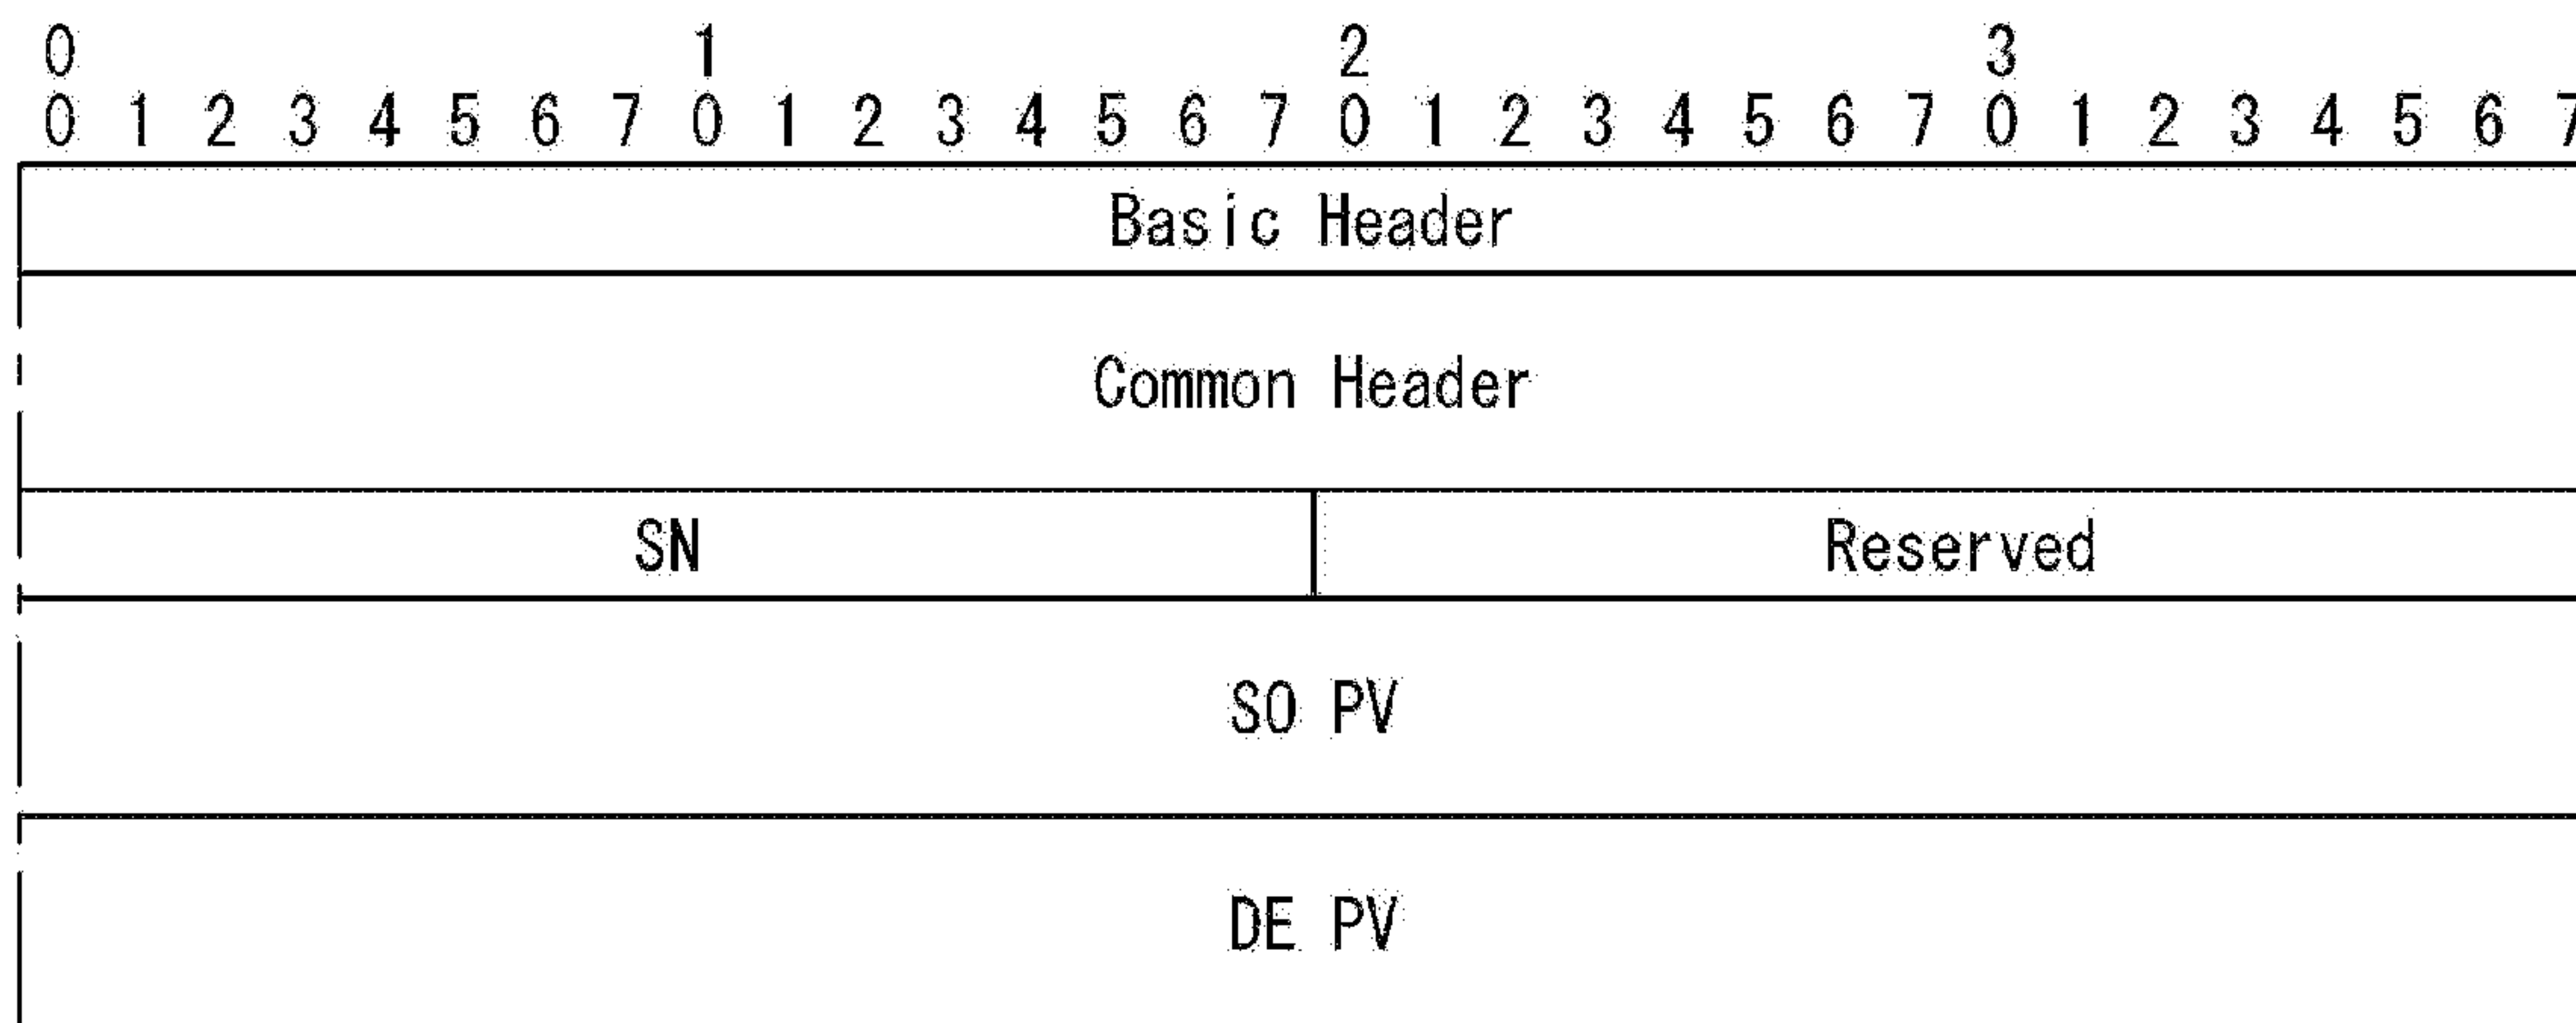 0 1 2 3
0 1 2 3 4 5 6 7 0 1 2 3 4 5 6 7 0 1 2 3 4 5 6 7 0 1 2 3 4 5 6 7
Basic Header
Common Header
SN Reserved
SO PV
DE PV